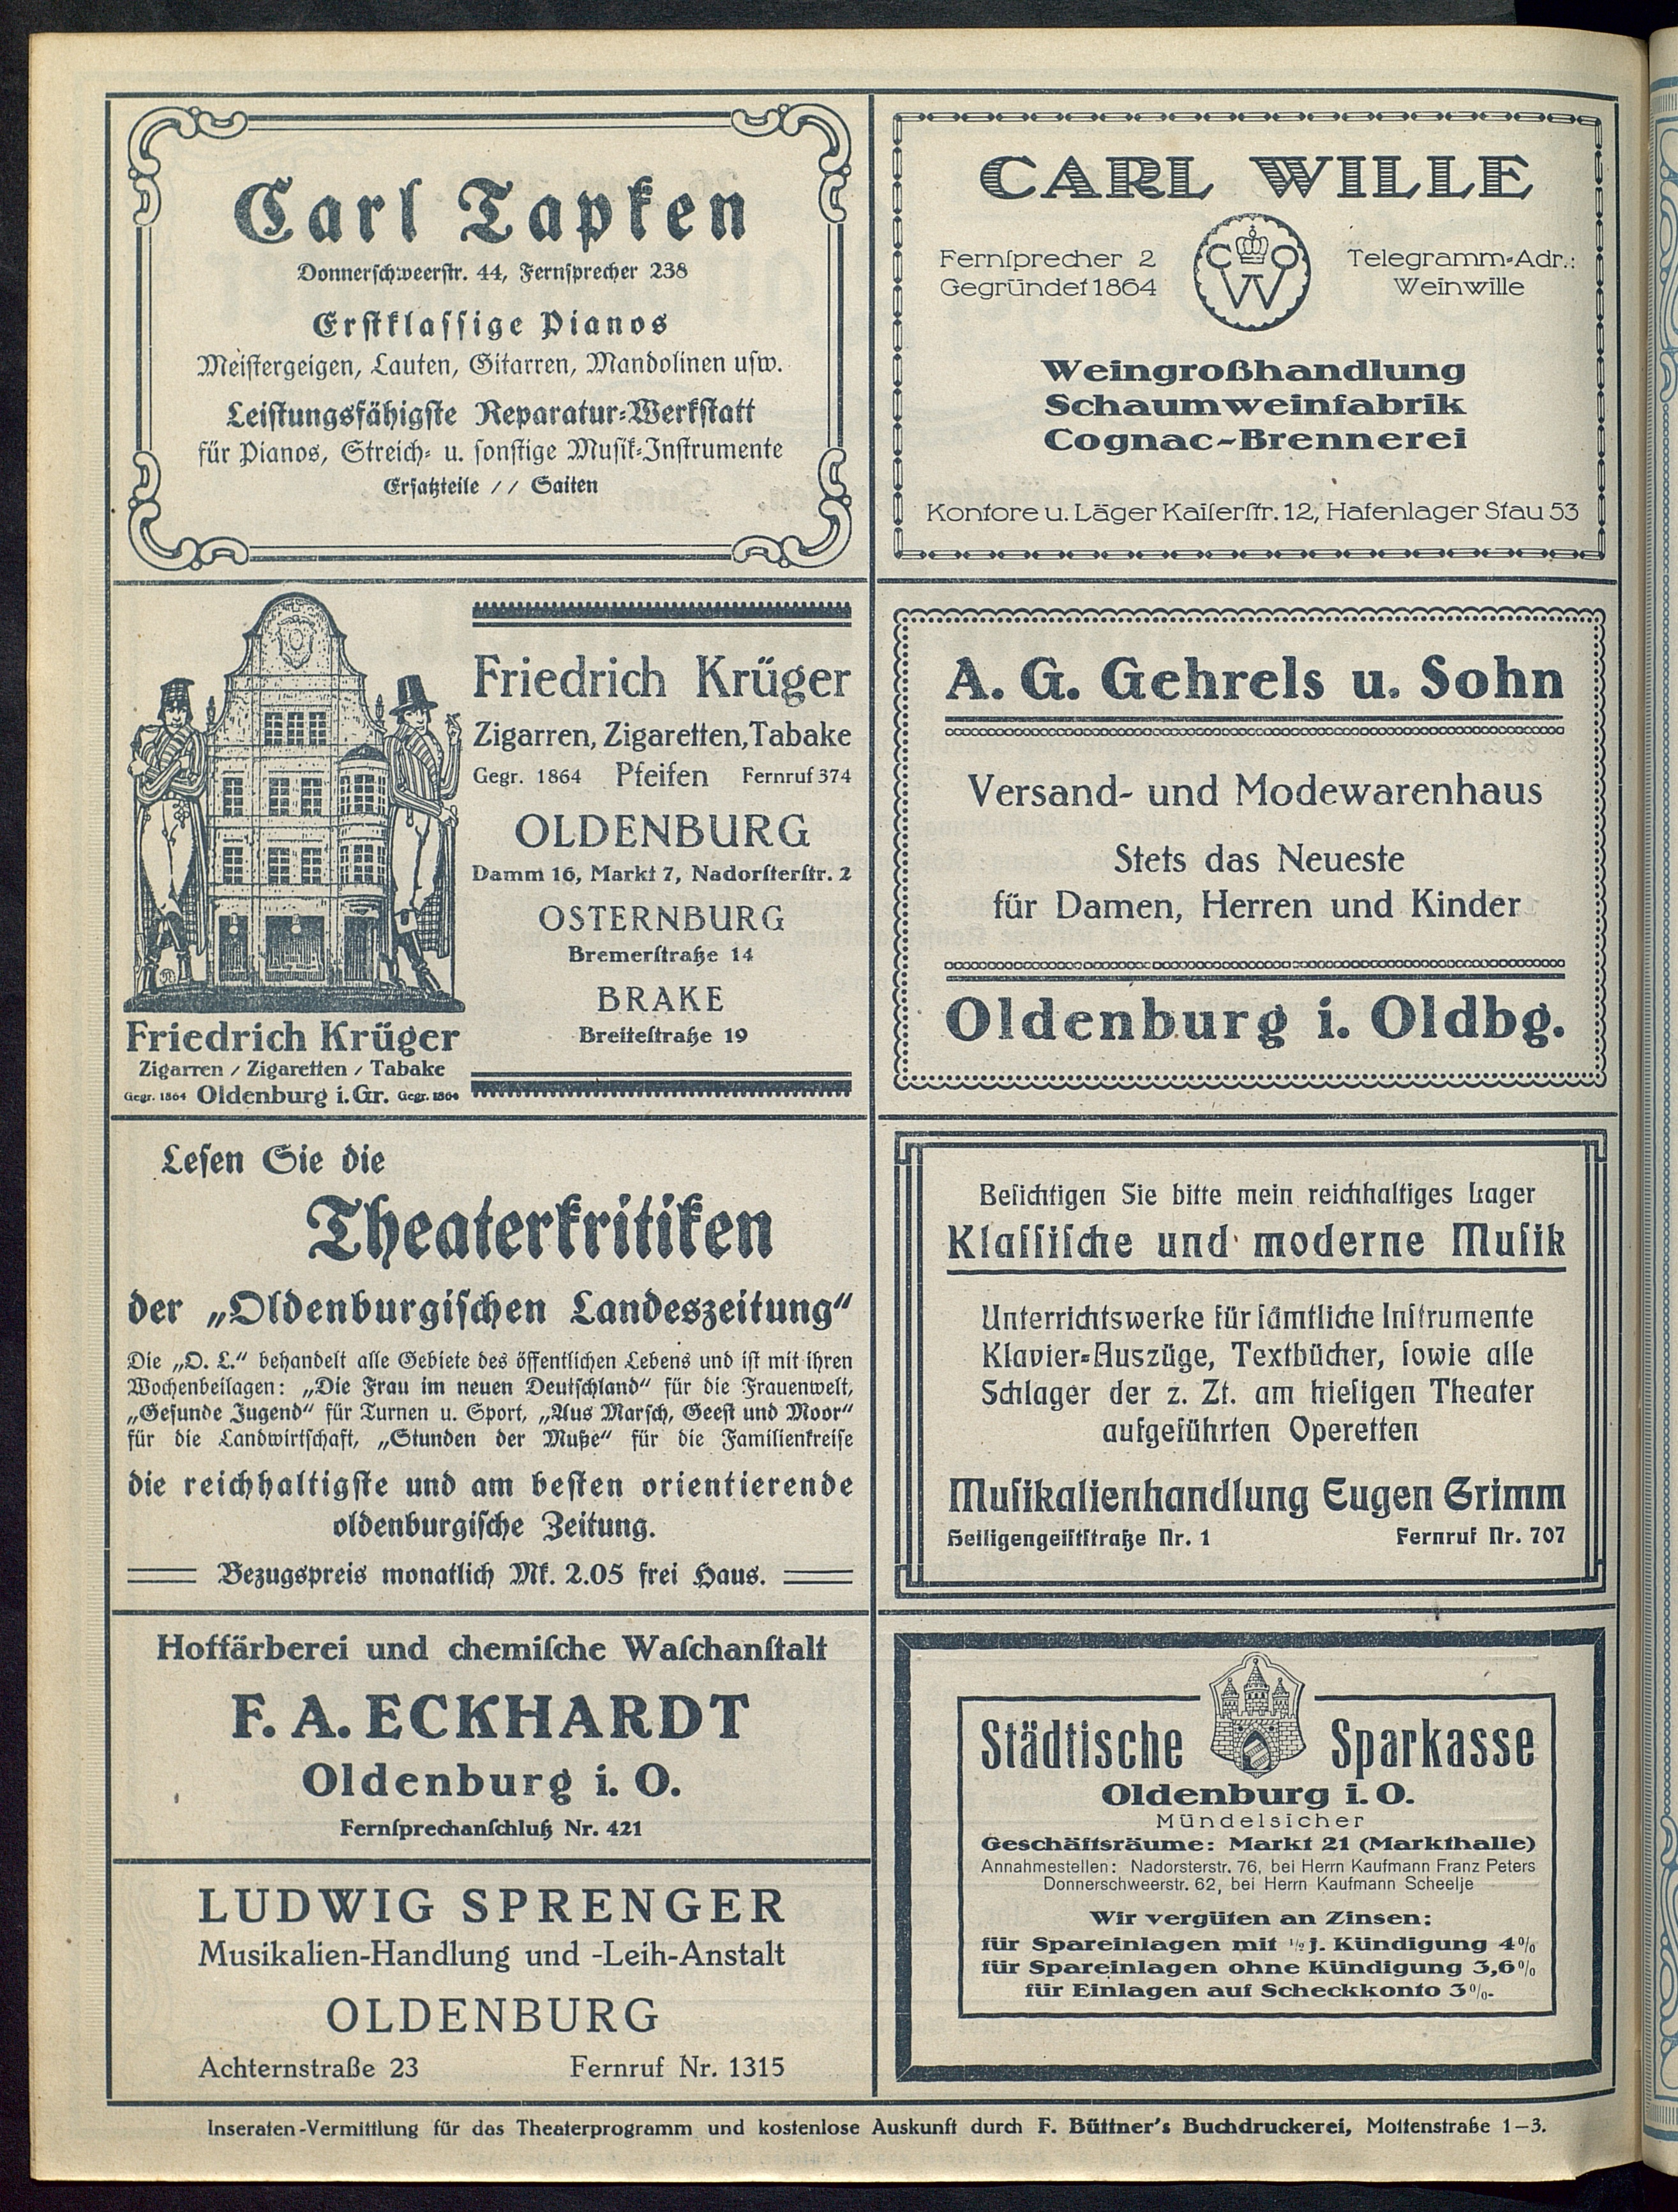 Carl Tapken
Donnerschweerstr. 44, Fernsprecher 238
Erstklassige Pianos
Meistergeigen, Lauten, Gitarren, Mandolinen usw.
Leistungsfähigste Reparatur-Werkstatt
für Pianos, Streich- u. sonstige Musik-Instrumente
Ersatzteile // Saiten
CARL WILLE
Fernsprecher 2
Gegründet 1864
C W
Telegramm-Adr.:
Weinwille
Weingroßhandlung
Schaumweinfabrik
Cognac-Brennerei
Kontore u. Läger Kaiserstr. 12, Hafenlager Stau 53
Friedrich Krüger
Zigarren / Zigaretten / Tabake
Gegr. 1864 Oldenburg i. Gr. Gegr. 1864
Friedrich Krüger
Zigarren, Zigaretten, Tabake
Gegr. 1864 Pfeifen Fernruf 374
OLDENBURG
Damm 16, Markt 7, Nadorsterstr. 2
OSTERNBURG
Bremerstraße 14
BRAKE
Breitestraße 19
A. G. Gehrels u. Sohn
Versand- und Modewarenhaus
Stets das Neueste
für Damen, Herren und Kinder
Oldenburg i. Oldbg.
Lesen Sie die
Theaterkritiken
der „Oldenburgischen Landeszeitung“
Die „O. L.“ behandelt alle Gebiete des öffentlichen Lebens und ist mit ihren
Wochenbeilagen: „Die Frau im neuen Deutschland“ für die Frauenwelt,
„Gesunde Jugend“ für Turnen u. Sport, „Aus Marsch, Geest und Moor“
für die Landwirtschaft, „Stunden der Muße“ für die Familienkreise
die reichhaltigste und am besten orientierende
oldenburgische Zeitung.
Bezugspreis monatlich Mk. 2.05 frei Haus.
Besichtigen Sie bitte mein reichhaltiges Lager
Klassische und moderne Musik
Unterrichtswerke für sämtliche Instrumente
Klavier-Auszüge, Textbücher, sowie alle
Schlager der z. Zt. am hiesigen Theater
aufgeführten Operetten
Musikalienhandlung Eugen Grimm
Heiligengeiststraße Nr. 1 Fernruf Nr. 707
Hoffärberei und chemische Waschanstalt
F. A. ECKHARDT
Oldenburg i. O.
Fernsprechanschluß Nr. 421
LUDWIG SPRENGER
Musikalien-Handlung und -Leih-Anstalt
OLDENBURG
Achternstraße 23 Fernruf Nr. 1315
Städtische Sparkasse
Oldenburg i. O.
Mündelsicher
Geschäftsräume: Markt 21 (Markthalle)
Annahmestellen: Nadorsterstr. 76, bei Herrn Kaufmann Franz Peters
Donnerschweerstr. 62, bei Herrn Kaufmann Scheelje
Wir vergüten an Zinsen:
für Spareinlagen mit ½ j. Kündigung 4%
für Spareinlagen ohne Kündigung 3,6%
für Einlagen auf Scheckkonto 3%.
Inseraten-Vermittlung für das Theaterprogramm und kostenlose Auskunft durch F. Büttner's Buchdruckerei, Mottenstraße 1—3.